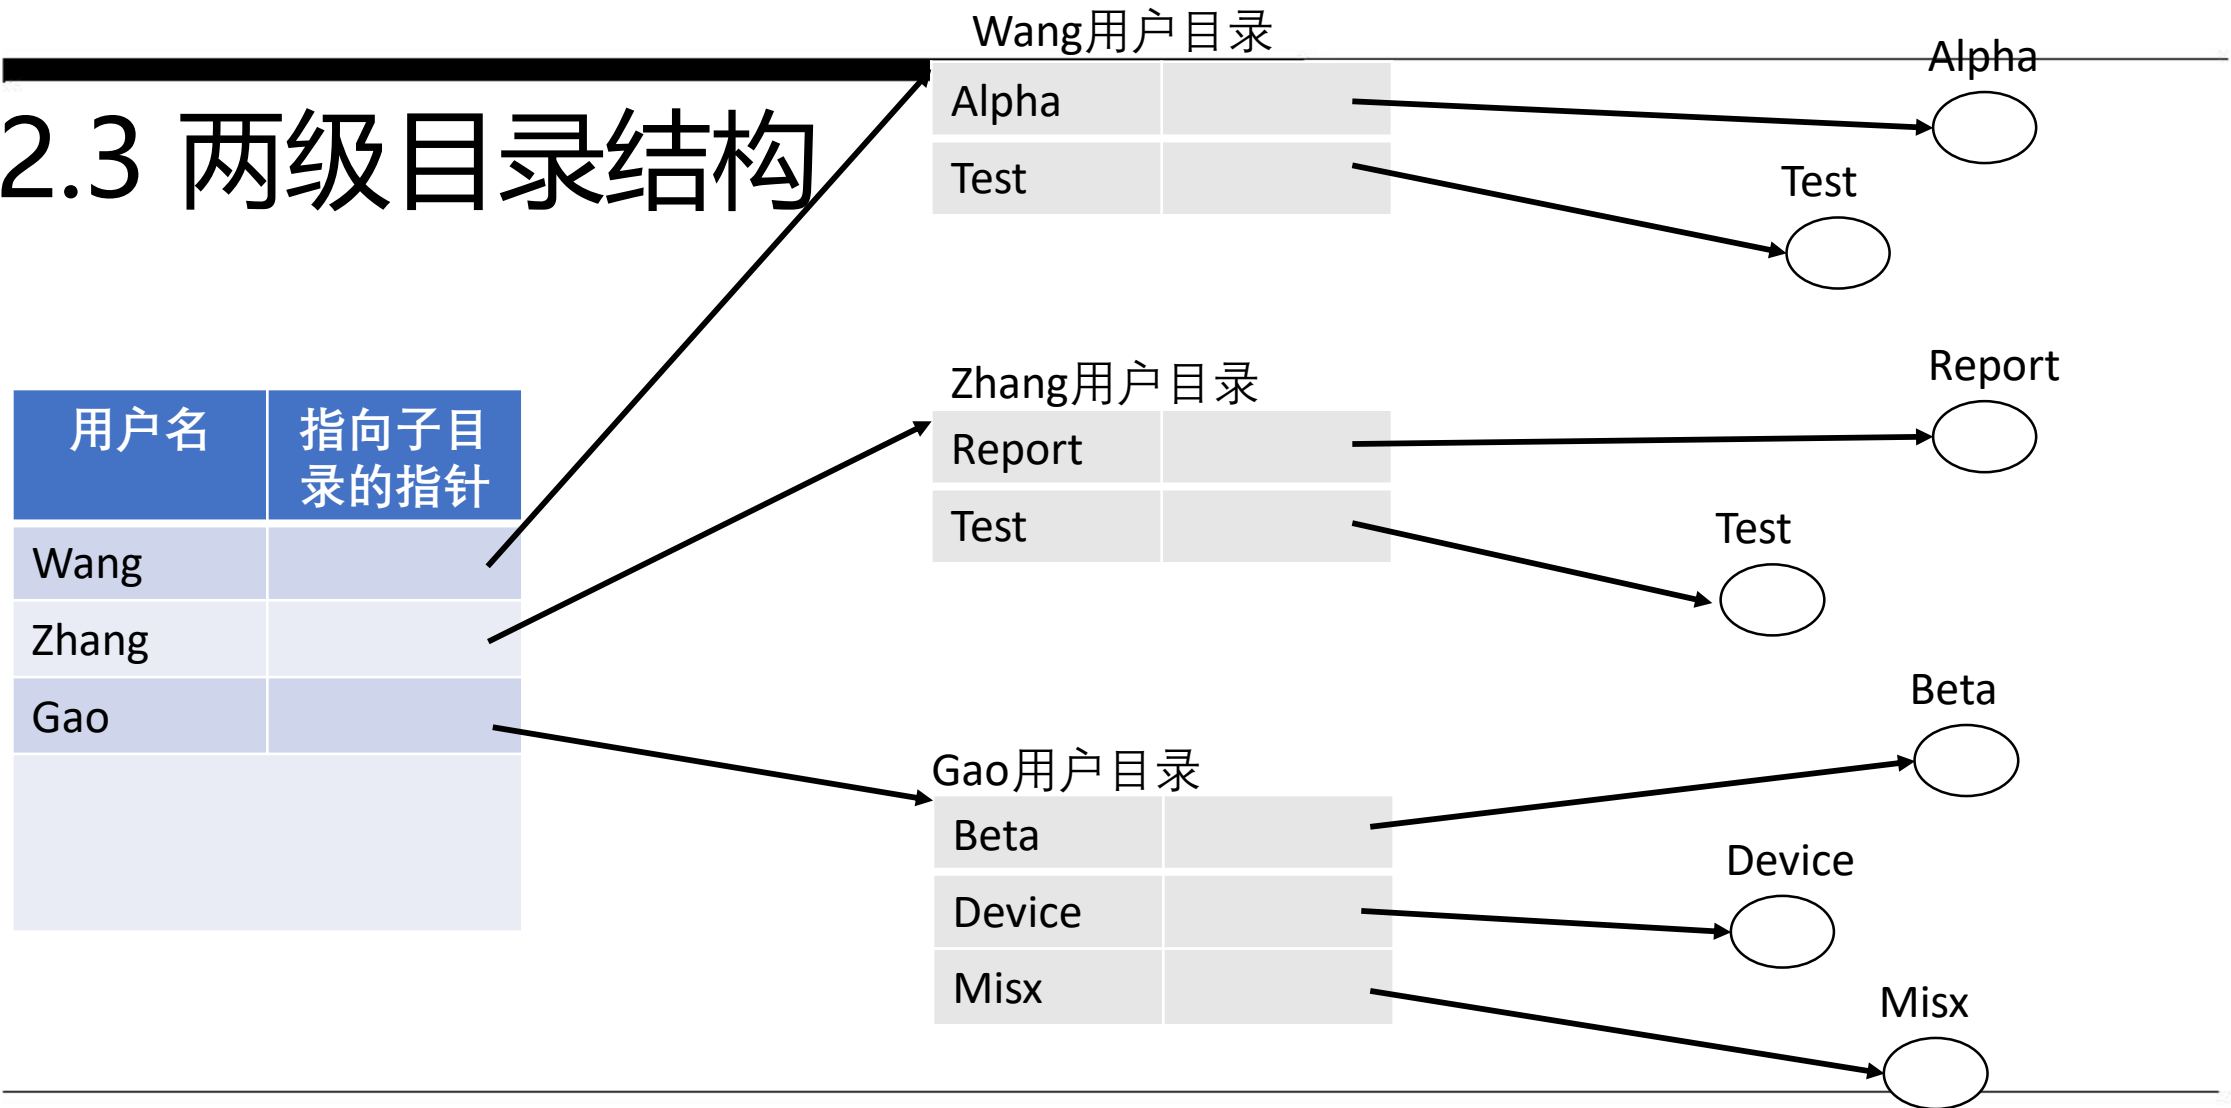 2.3 两级目录结构
用户名
指向子目
录的指针
Wang
Zhang
Gao
Wang用户目录
Alpha
Test
Alpha
Test
Zhang用户目录
Report
Test
Report
Test
Gao用户目录
Beta
Device
Misx
Beta
Device
Misx